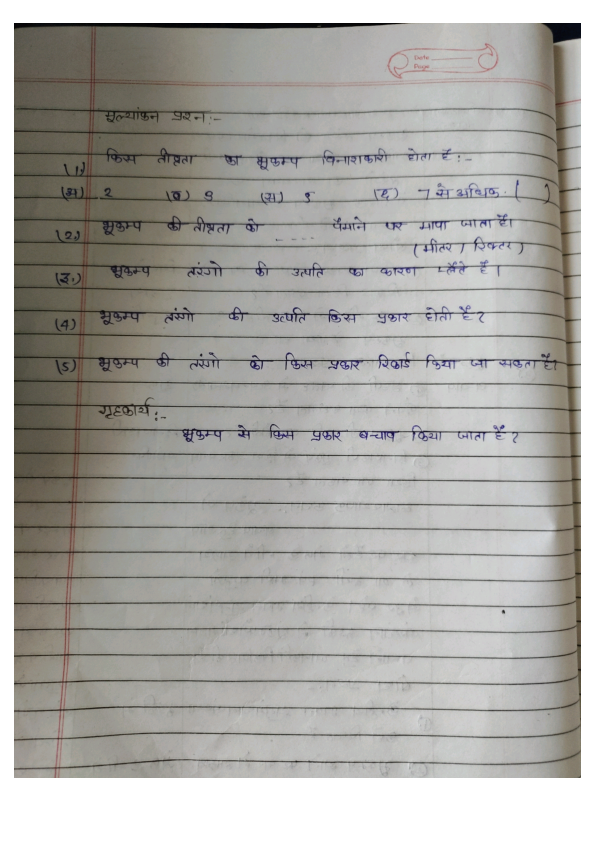 Date
Page
मूल्यांकन प्रश्न :-
(1) किस तीव्रता का भूकम्प विनाशकारी होता है :-
(अ) 2 (ब) 3 (स) 5 (द) 7 से अधिक ( )
(2) भूकम्प की तीव्रता को .... पैमाने पर मापा जाता है।
(मीटर / रिक्टर)
(3.) भूकम्प तरंगो की उत्पति का कारण प्लेंते है।
(4) भूकम्प तंरगो की उत्पति किस प्रकार होती है?
(5) भूकम्प की तरंगो को किस प्रकार रिकार्ड किया जा सकता है।
गृहकार्य :-
भूकम्प से किस प्रकार बचाव किया जाता है?